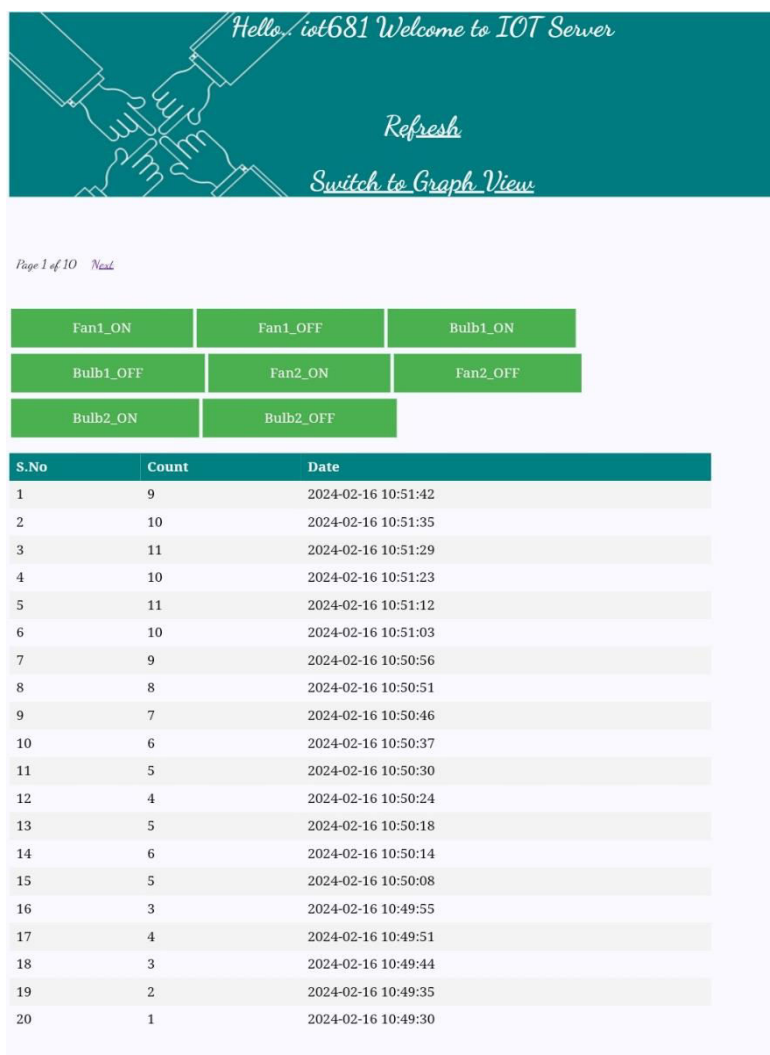 Hello.. iot681 Welcome to IOT Server
Refresh
Switch to Graph View
Page 1 of 10 Next
Fan1_ON Fan1_OFF Bulb1_ON
Bulb1_OFF Fan2_ON Fan2_OFF
Bulb2_ON Bulb2_OFF
S.No Count Date
1 9 2024-02-16 10:51:42
2 10 2024-02-16 10:51:35
3 11 2024-02-16 10:51:29
4 10 2024-02-16 10:51:23
5 11 2024-02-16 10:51:12
6 10 2024-02-16 10:51:03
7 9 2024-02-16 10:50:56
8 8 2024-02-16 10:50:51
9 7 2024-02-16 10:50:46
10 6 2024-02-16 10:50:37
11 5 2024-02-16 10:50:30
12 4 2024-02-16 10:50:24
13 5 2024-02-16 10:50:18
14 6 2024-02-16 10:50:14
15 5 2024-02-16 10:50:08
16 3 2024-02-16 10:49:55
17 4 2024-02-16 10:49:51
18 3 2024-02-16 10:49:44
19 2 2024-02-16 10:49:35
20 1 2024-02-16 10:49:30